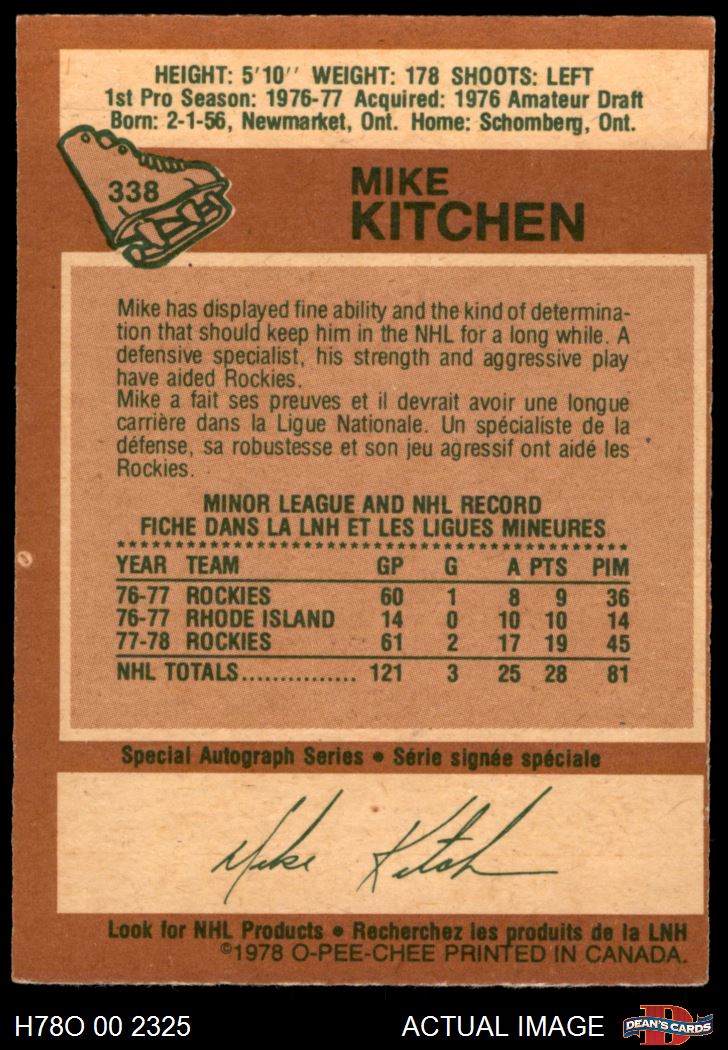 HEIGHT: 5'10'' WEIGHT: 178 SHOOTS: LEFT
1st Pro Season: 1976-77 Acquired: 1976 Amateur Draft
Born: 2-1-56, Newmarket, Ont. Home: Schomberg, Ont.
338
MIKE
KITCHEN
Mike has displayed fine ability and the kind of determina-
tion that should keep him in the NHL for a long while. A
defensive specialist, his strength and aggressive play
have aided Rockies.
Mike a fait ses preuves et il devrait avoir une longue
carrière dans la Ligue Nationale. Un spécialiste de la
défense, sa robustesse et son jeu agressif ont aidé les
Rockies.
MINOR LEAGUE AND NHL RECORD
FICHE DANS LA LNH ET LES LIGUES MINEURES
YEAR TEAM GP G A PTS PIM
76-77 ROCKIES 60 1 8 9 36
76-77 RHODE ISLAND 14 0 10 10 14
77-78 ROCKIES 61 2 17 19 45
NHL TOTALS............... 121 3 25 28 81
Special Autograph Series • Série signée spéciale
Mike Kitch
Look for NHL Products • Recherchez les produits de la LNH
©1978 O-PEE-CHEE PRINTED IN CANADA.
H78O 00 2325 ACTUAL IMAGE D DEAN'S CARDS